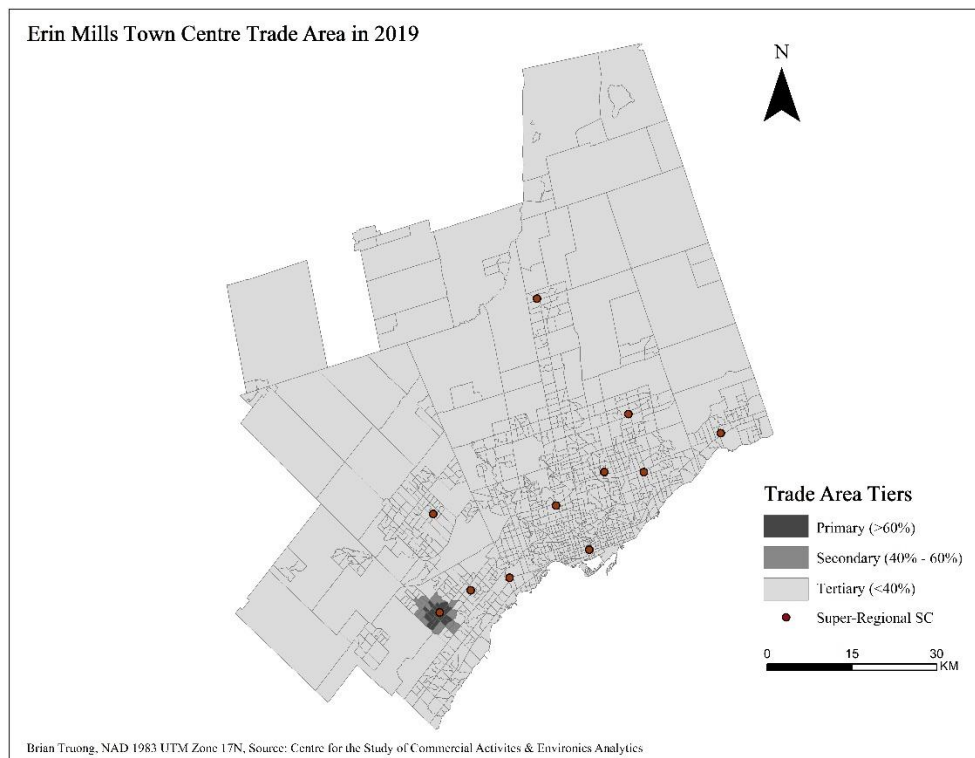 Erin Mills Town Centre Trade Area in 2019
N
Trade Area Tiers
Primary (>60%)
Secondary (40% - 60%)
Tertiary (<40%)
Super-Regional SC
0 15 30
KM
Brian Truong, NAD 1983 UTM Zone 17N, Source: Centre for the Study of Commercial Activites & Environics Analytics